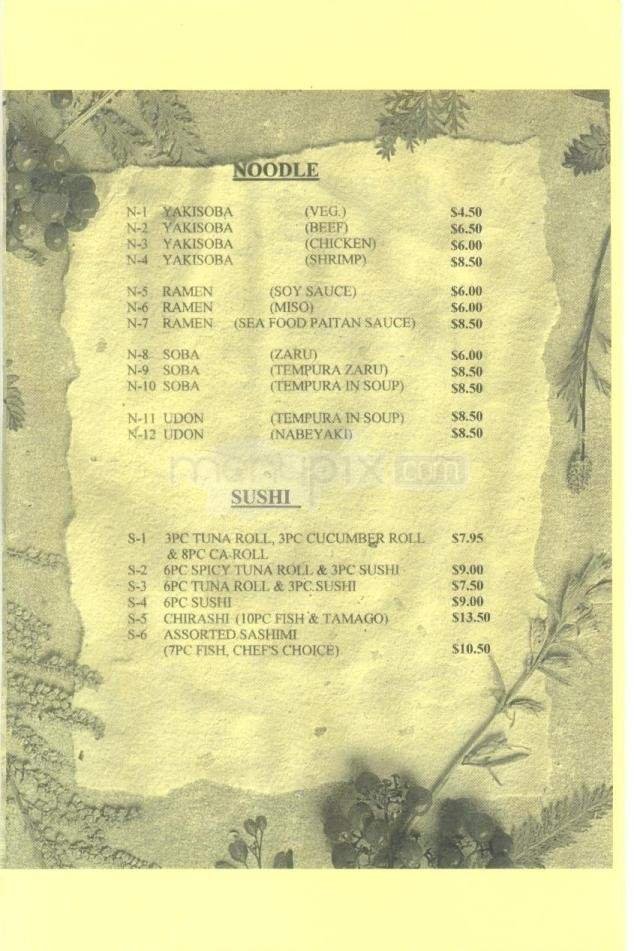 NOODLE
N-1 YAKISOBA (VEG.) $4.50
N-2 YAKISOBA (BEEF) $6.50
N-3 YAKISOBA (CHICKEN) $6.00
N-4 YAKISOBA (SHRIMP) $8.50
N-5 RAMEN (SOY SAUCE) $6.00
N-6 RAMEN (MISO) $6.00
N-7 RAMEN (SEA FOOD PAITAN SAUCE) $8.50
N-8 SOBA (ZARU) $6.00
N-9 SOBA (TEMPURA ZARU) $8.50
N-10 SOBA (TEMPURA IN SOUP) $8.50
N-11 UDON (TEMPURA IN SOUP) $8.50
N-12 UDON (NABEYAKI) $8.50
menupix.com
SUSHI
S-1 3PC TUNA ROLL, 3PC CUCUMBER ROLL $7.95
& 8PC CA-ROLL
S-2 6PC SPICY TUNA ROLL & 3PC SUSHI $9.00
S-3 6PC TUNA ROLL & 3PC SUSHI $7.50
S-4 6PC SUSHI $9.00
S-5 CHIRASHI (10PC FISH & TAMAGO) $13.50
S-6 ASSORTED SASHIMI
(7PC FISH, CHEF'S CHOICE) $10.50